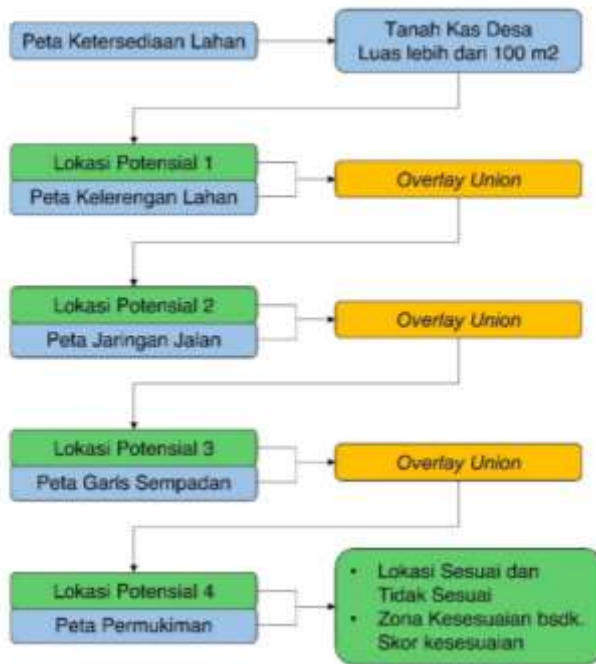 Peta Ketersediaan Lahan
Tanah Kas Desa
Luas lebih dari 100 m2
Lokasi Potensial 1
Peta Kelerengan Lahan
Overlay Union
Lokasi Potensial 2
Peta Jaringan Jalan
Overlay Union
Lokasi Potensial 3
Peta Garis Sempadan
Overlay Union
Lokasi Potensial 4
Peta Permukiman
• Lokasi Sesuai dan
Tidak Sesuai
• Zona Kesesuaian bsdk.
Skor kesesuaian